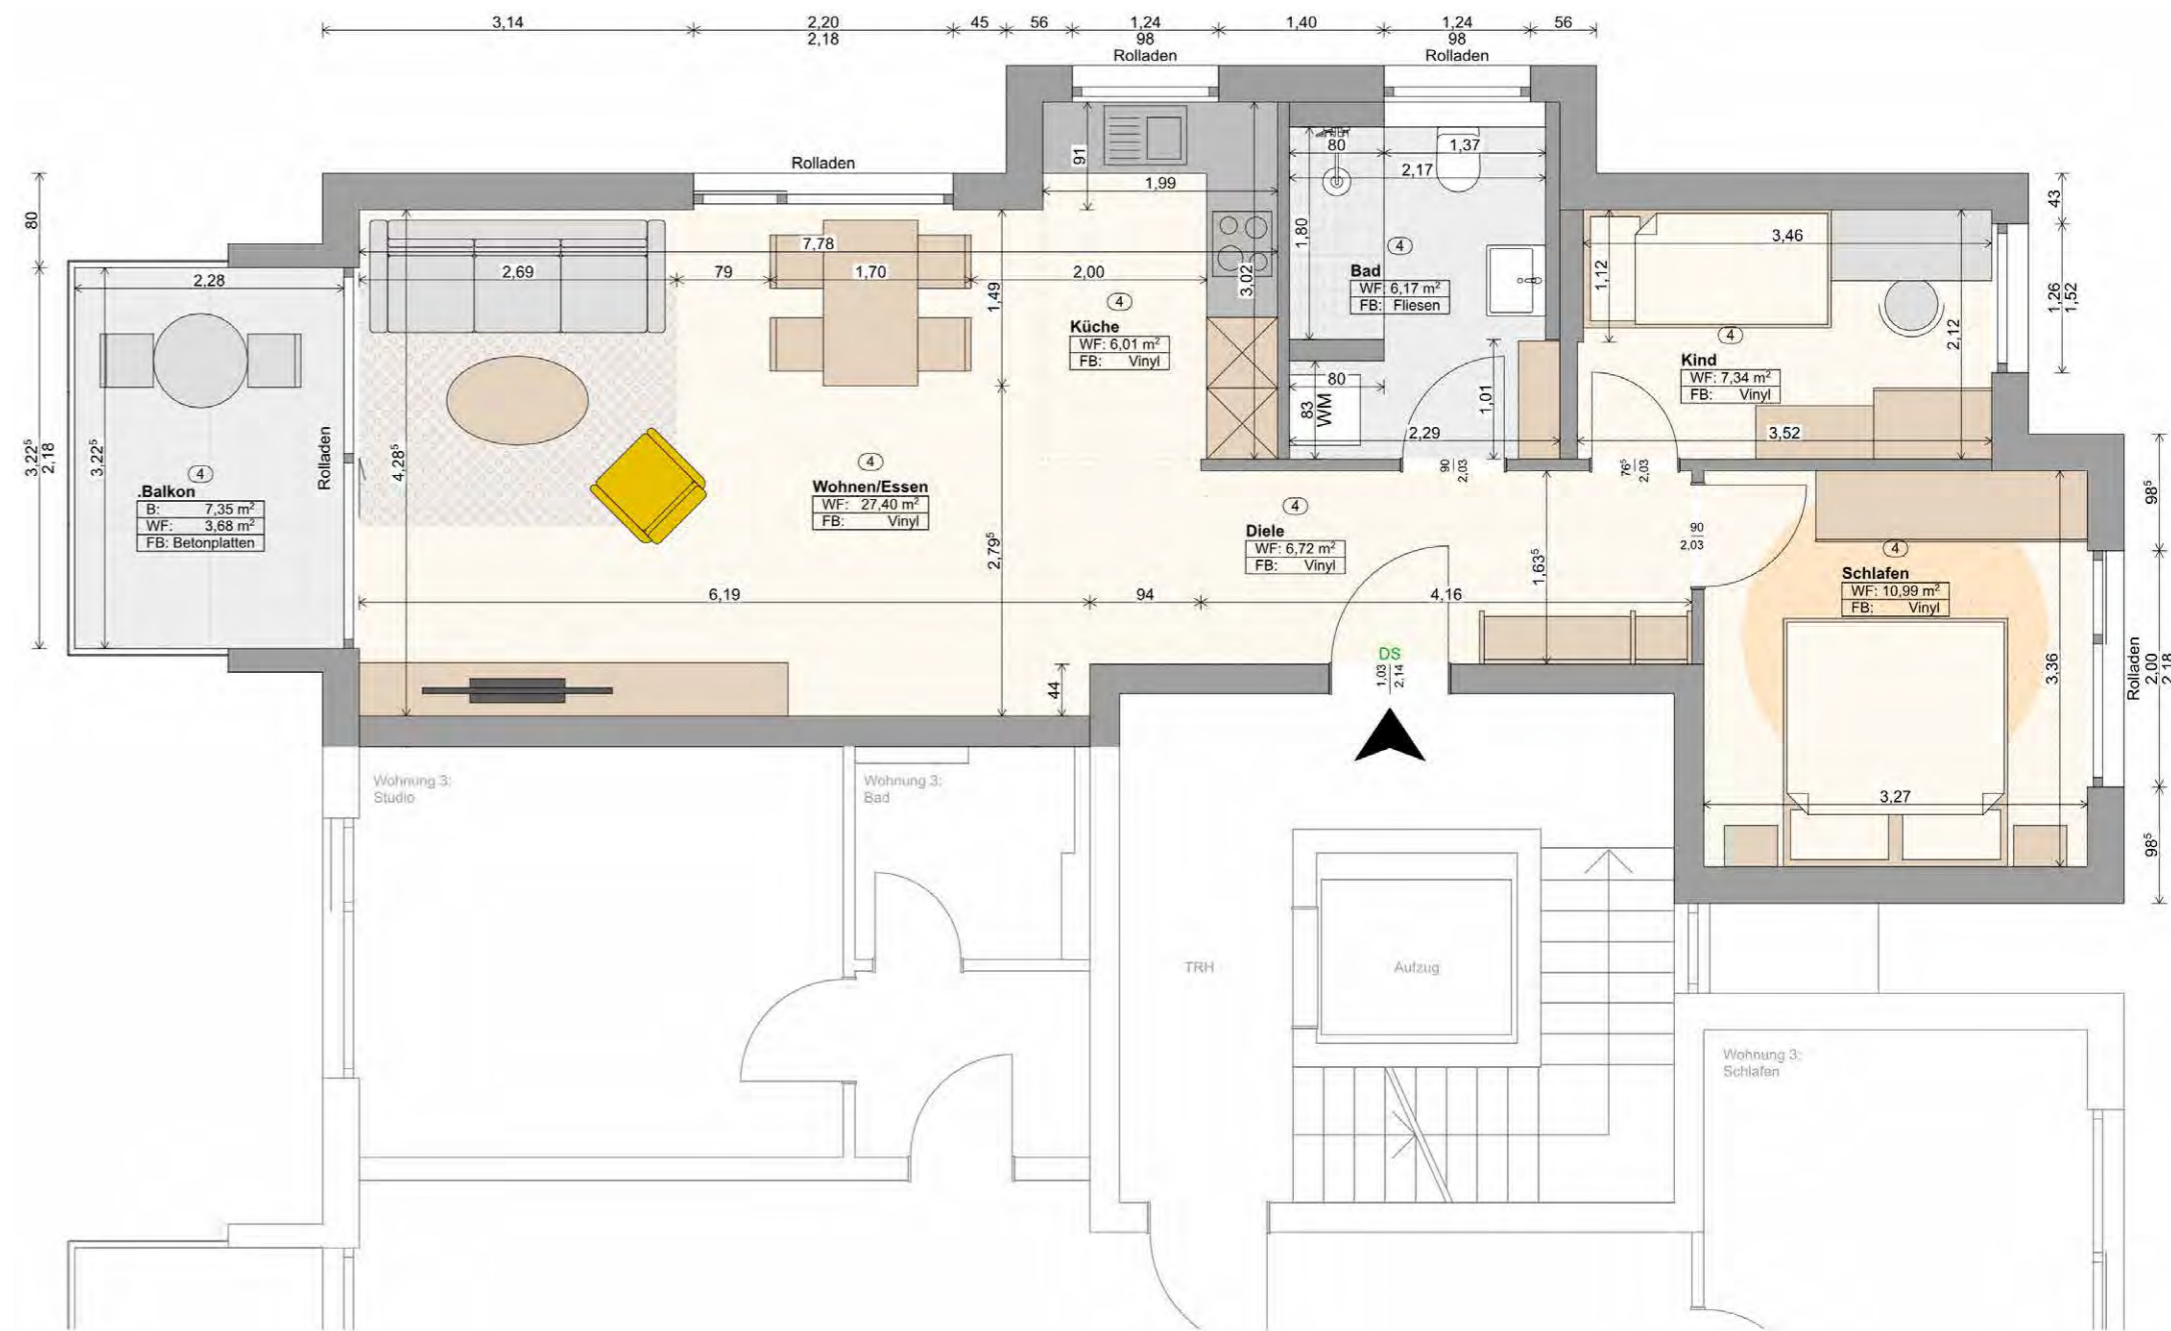 3,14
2,20
2,18
45
56
1,24
98
Rolladen
1,40
1,24
98
Rolladen
56
80
3,22⁵
2,18
Rolladen
91
1,99
80
1,37
2,17
43
7,78
2,69
79
1,70
2,00
1,49
3,02
1,80
4
Bad
WF: 6,17 m²
FB: Fliesen
3,46
1,12
2,12
1,26
1,52
2,28
4
Küche
WF: 6,01 m²
FB: Vinyl
4
Kind
WF: 7,34 m²
FB: Vinyl
80
83
WM
1,01
2,29
3,52
3,22⁵
Rolladen
4,28⁵
4
.Balkon
B: 7,35 m²
WF: 3,68 m²
FB: Betonplatten
4
Wohnen/Essen
WF: 27,40 m²
FB: Vinyl
90
2,03
76⁵
2,03
98⁵
4
Diele
WF: 6,72 m²
FB: Vinyl
2,79⁵
1,63⁵
90
2,03
4
Schlafen
WF: 10,99 m²
FB: Vinyl
6,19
94
4,16
44
DS
1,03
2,14
3,36
Rolladen
2,00
2,18
3,27
98⁵
Wohnung 3:
Studio
Wohnung 3:
Bad
TRH
Aufzug
Wohnung 3:
Schlafen